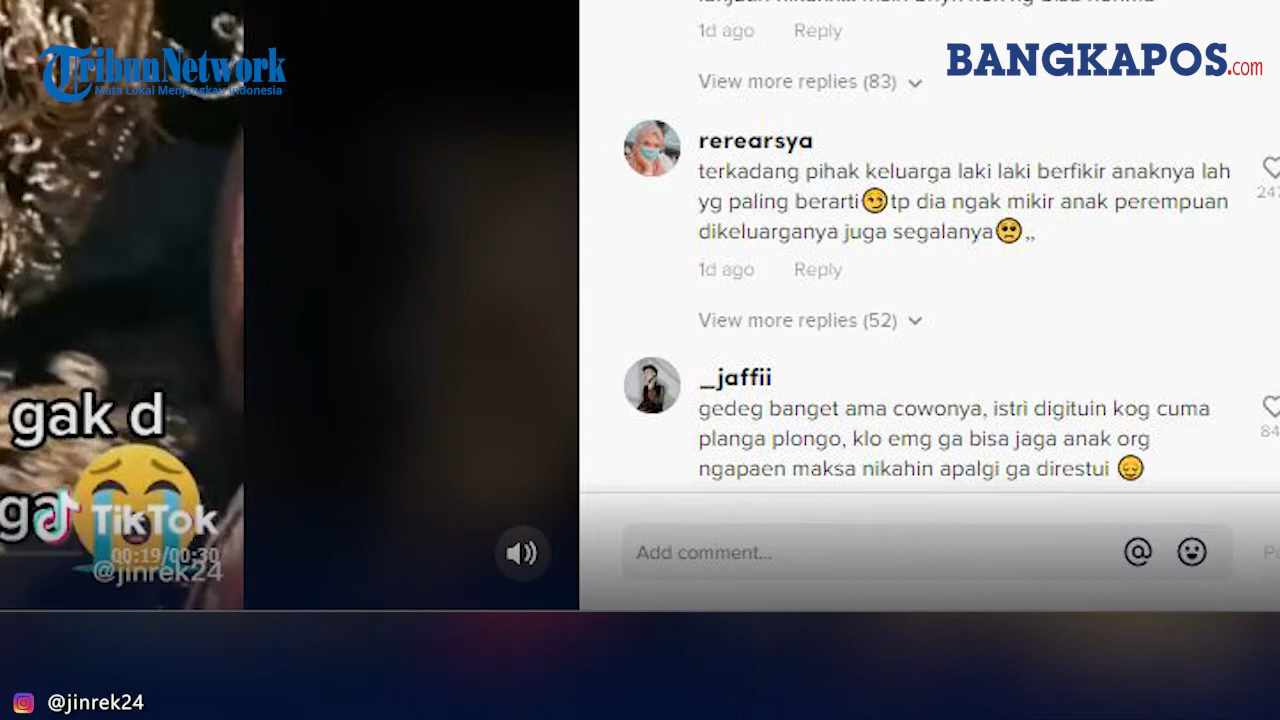 TribunNetwork
Mata Lokal Menjangkau Indonesia
BANGKAPOS.com
1d ago Reply
View more replies (83)
rerearsya
terkadang pihak keluarga laki laki berfikir anaknya lah
yg paling berarti😏tp dia ngak mikir anak perempuan
dikeluarganya juga segalanya🥺,,
1d ago Reply
View more replies (52)
_jaffii
gedeg banget ama cowonya, istri digituin kog cuma
planga plongo, klo emg ga bisa jaga anak org
ngapaen maksa nikahin apalgi ga direstui 😑
Add comment...
gak d
ga
TikTok
00:19/00:30
@jinrek24
@jinrek24